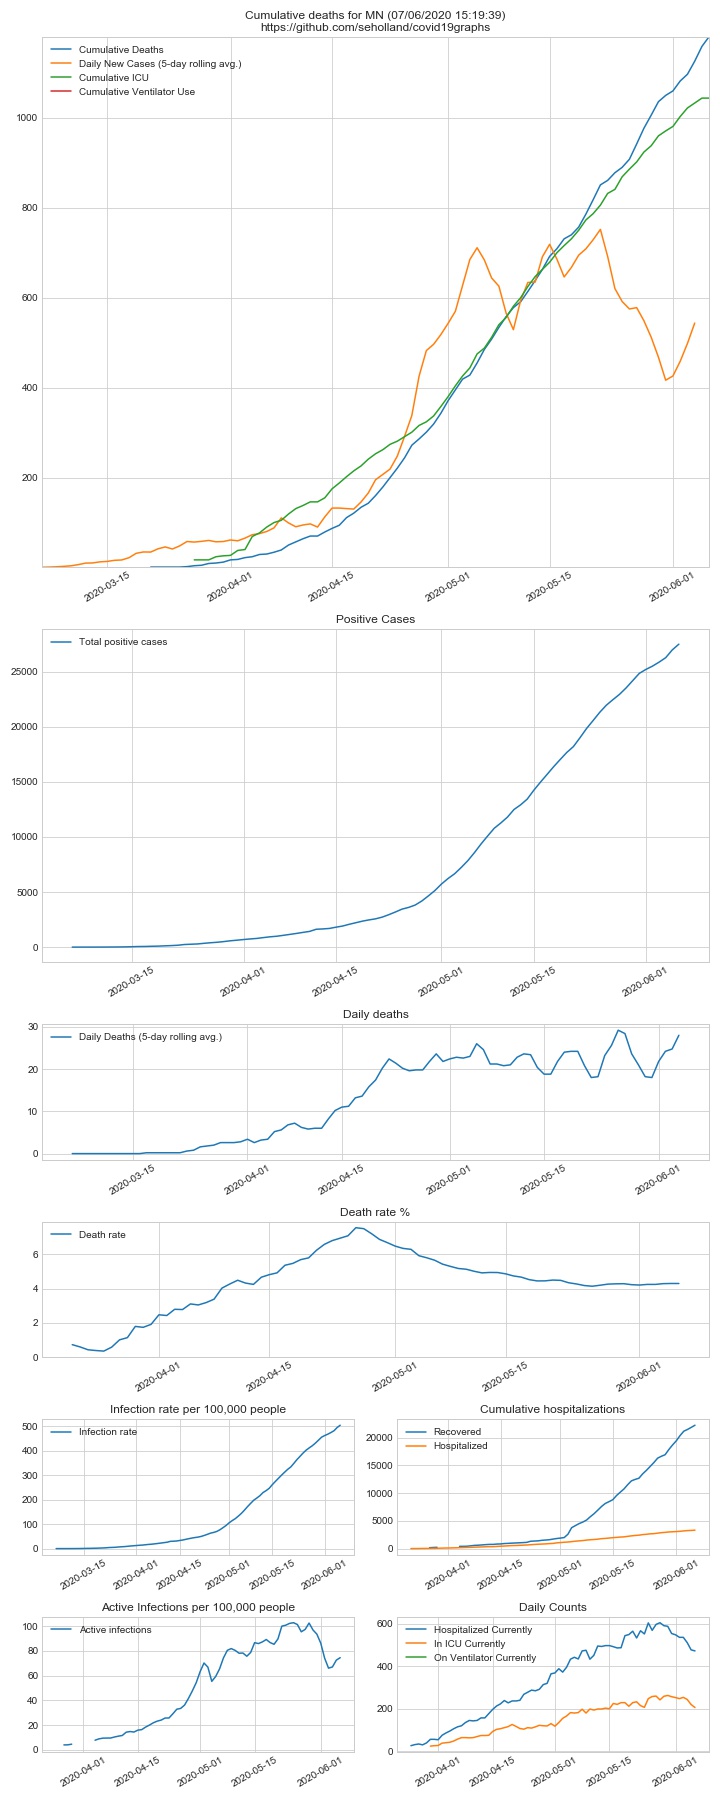 Cumulative deaths for MN (07/06/2020 15:19:39)
https://github.com/seholland/covid19graphs
Cumulative Deaths
Daily New Cases (5-day rolling avg.)
Cumulative ICU
Cumulative Ventilator Use
1000
800
600
400
200
2020-03-15 2020-04-01 2020-04-15 2020-05-01 2020-05-15 2020-06-01
Positive Cases
Total positive cases
25000
20000
15000
10000
5000
0
2020-03-15 2020-04-01 2020-04-15 2020-05-01 2020-05-15 2020-06-01
Daily deaths
Daily Deaths (5-day rolling avg.)
30
20
10
0
2020-03-15 2020-04-01 2020-04-15 2020-05-01 2020-05-15 2020-06-01
Death rate %
Death rate
6
4
2
0
2020-04-01 2020-04-15 2020-05-01 2020-05-15 2020-06-01
Infection rate per 100,000 people
Infection rate
500
400
300
200
100
0
2020-03-15 2020-04-01 2020-04-15 2020-05-01 2020-05-15 2020-06-01
Cumulative hospitalizations
Recovered
Hospitalized
20000
15000
10000
5000
0
2020-04-01 2020-04-15 2020-05-01 2020-05-15 2020-06-01
Active Infections per 100,000 people
Active infections
100
80
60
40
20
0
2020-04-01 2020-04-15 2020-05-01 2020-05-15 2020-06-01
Daily Counts
Hospitalized Currently
In ICU Currently
On Ventilator Currently
600
400
200
0
2020-04-01 2020-04-15 2020-05-01 2020-05-15 2020-06-01